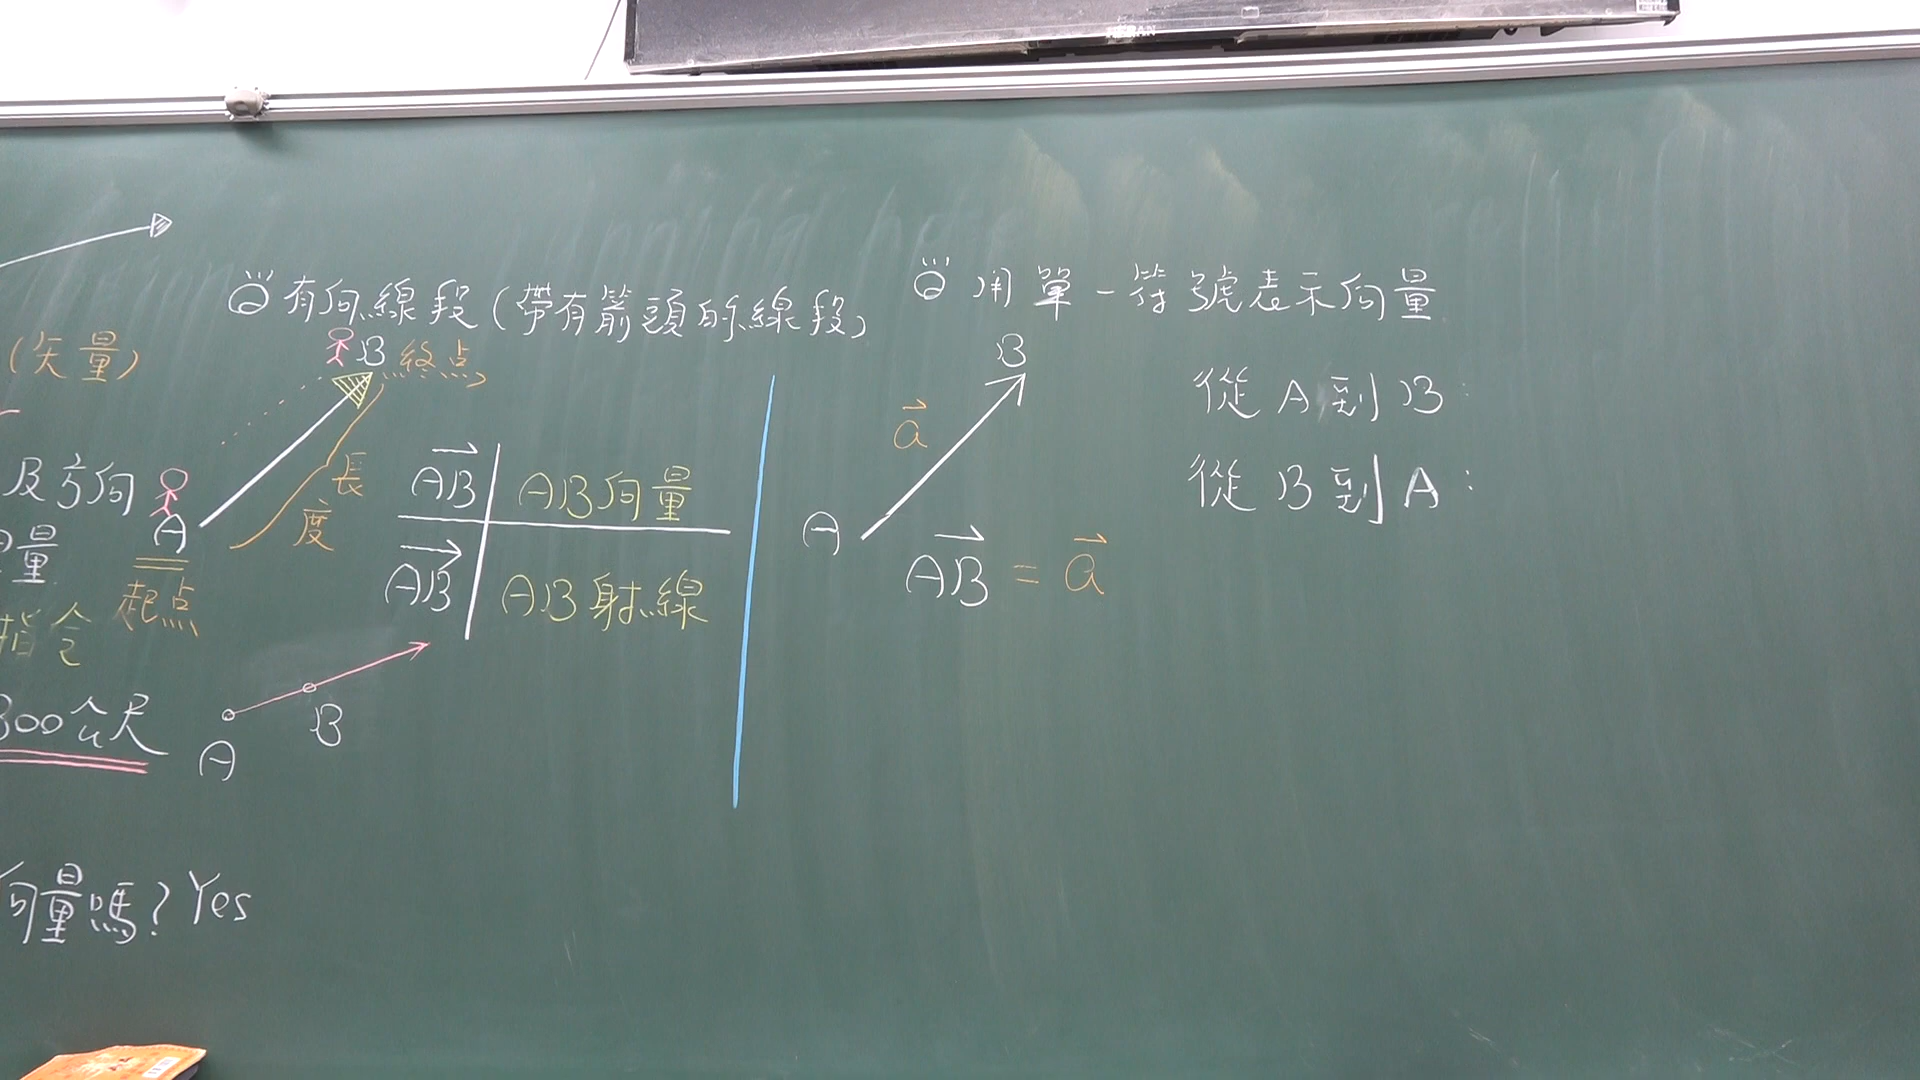 (矢量)
及方向
量
指令
300公尺
向量嗎?Yes
有向線段(帶有箭頭的線段)
B 終点
長度
A
起点
AB→ AB向量
AB→ AB射線
A B
用單一符號表示向量
B
a→
A
AB→ = a→
從A到B:
從B到A: